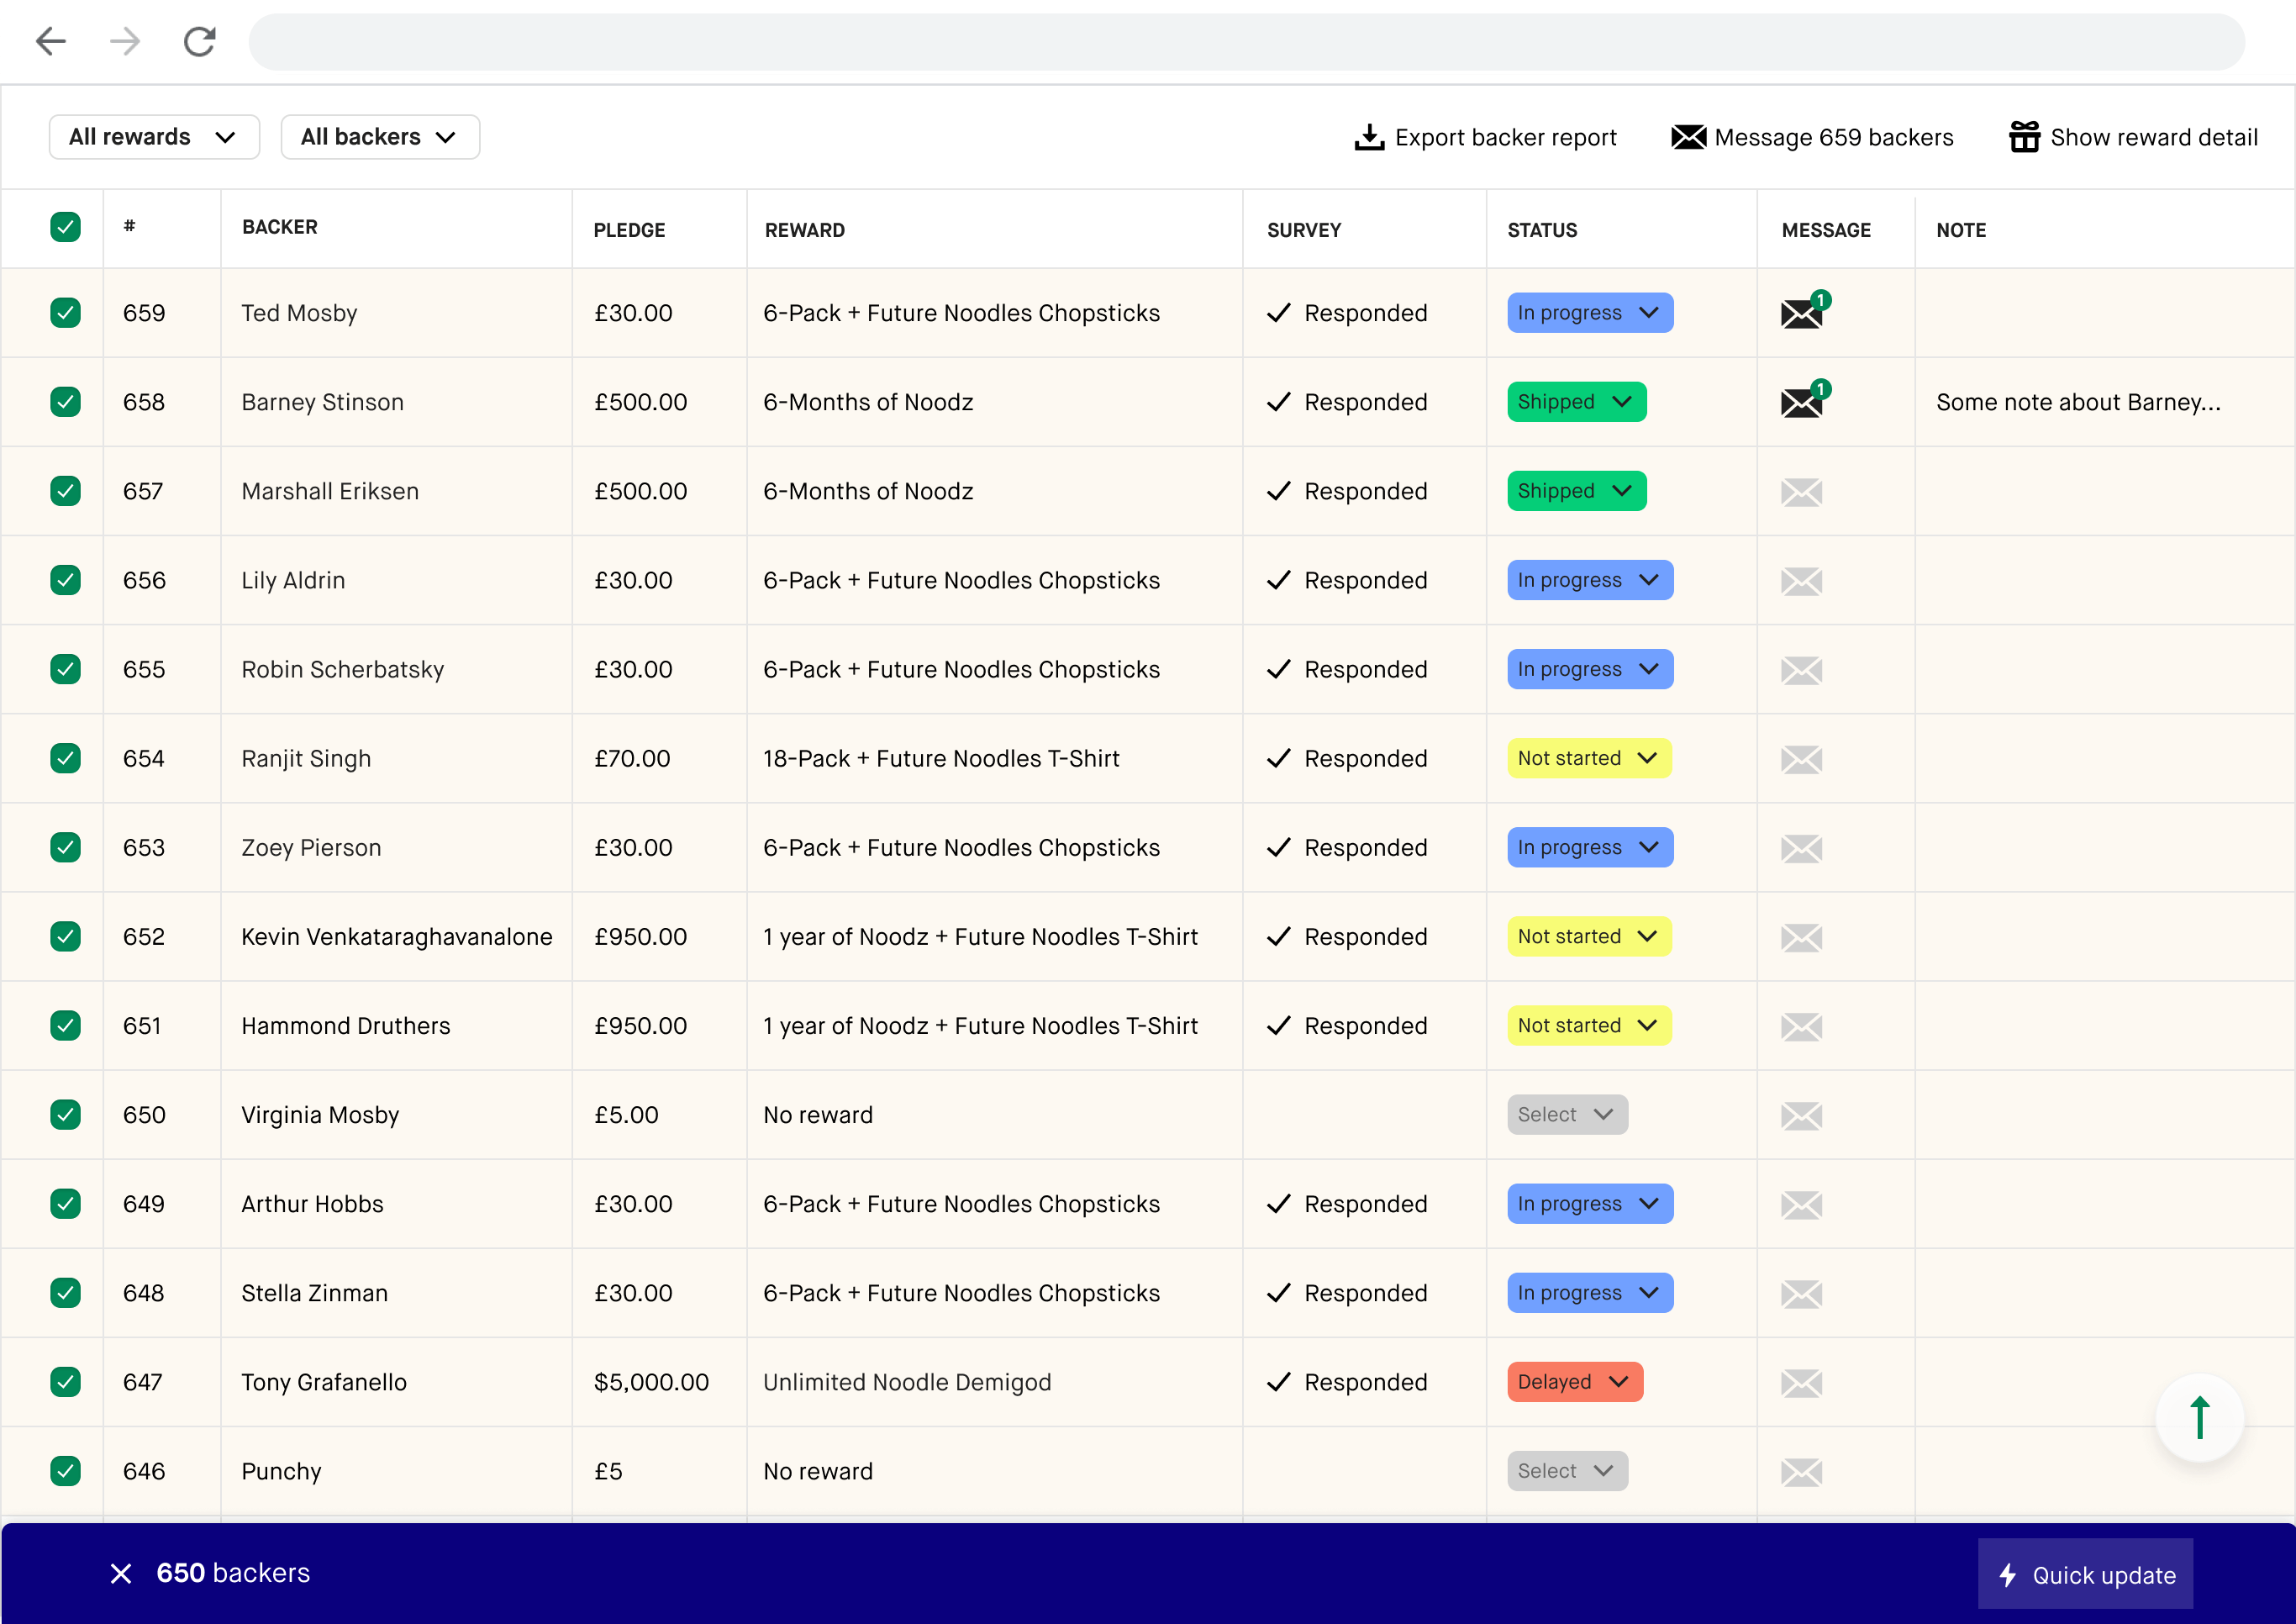 All rewards All backers Export backer report Message 659 backers Show reward detail
# BACKER PLEDGE REWARD SURVEY STATUS MESSAGE NOTE
659 Ted Mosby £30.00 6-Pack + Future Noodles Chopsticks Responded In progress 1
658 Barney Stinson £500.00 6-Months of Noodz Responded Shipped 1 Some note about Barney...
657 Marshall Eriksen £500.00 6-Months of Noodz Responded Shipped
656 Lily Aldrin £30.00 6-Pack + Future Noodles Chopsticks Responded In progress
655 Robin Scherbatsky £30.00 6-Pack + Future Noodles Chopsticks Responded In progress
654 Ranjit Singh £70.00 18-Pack + Future Noodles T-Shirt Responded Not started
653 Zoey Pierson £30.00 6-Pack + Future Noodles Chopsticks Responded In progress
652 Kevin Venkataraghavanalone £950.00 1 year of Noodz + Future Noodles T-Shirt Responded Not started
651 Hammond Druthers £950.00 1 year of Noodz + Future Noodles T-Shirt Responded Not started
650 Virginia Mosby £5.00 No reward Select
649 Arthur Hobbs £30.00 6-Pack + Future Noodles Chopsticks Responded In progress
648 Stella Zinman £30.00 6-Pack + Future Noodles Chopsticks Responded In progress
647 Tony Grafanello $5,000.00 Unlimited Noodle Demigod Responded Delayed
646 Punchy £5 No reward Select
650 backers Quick update